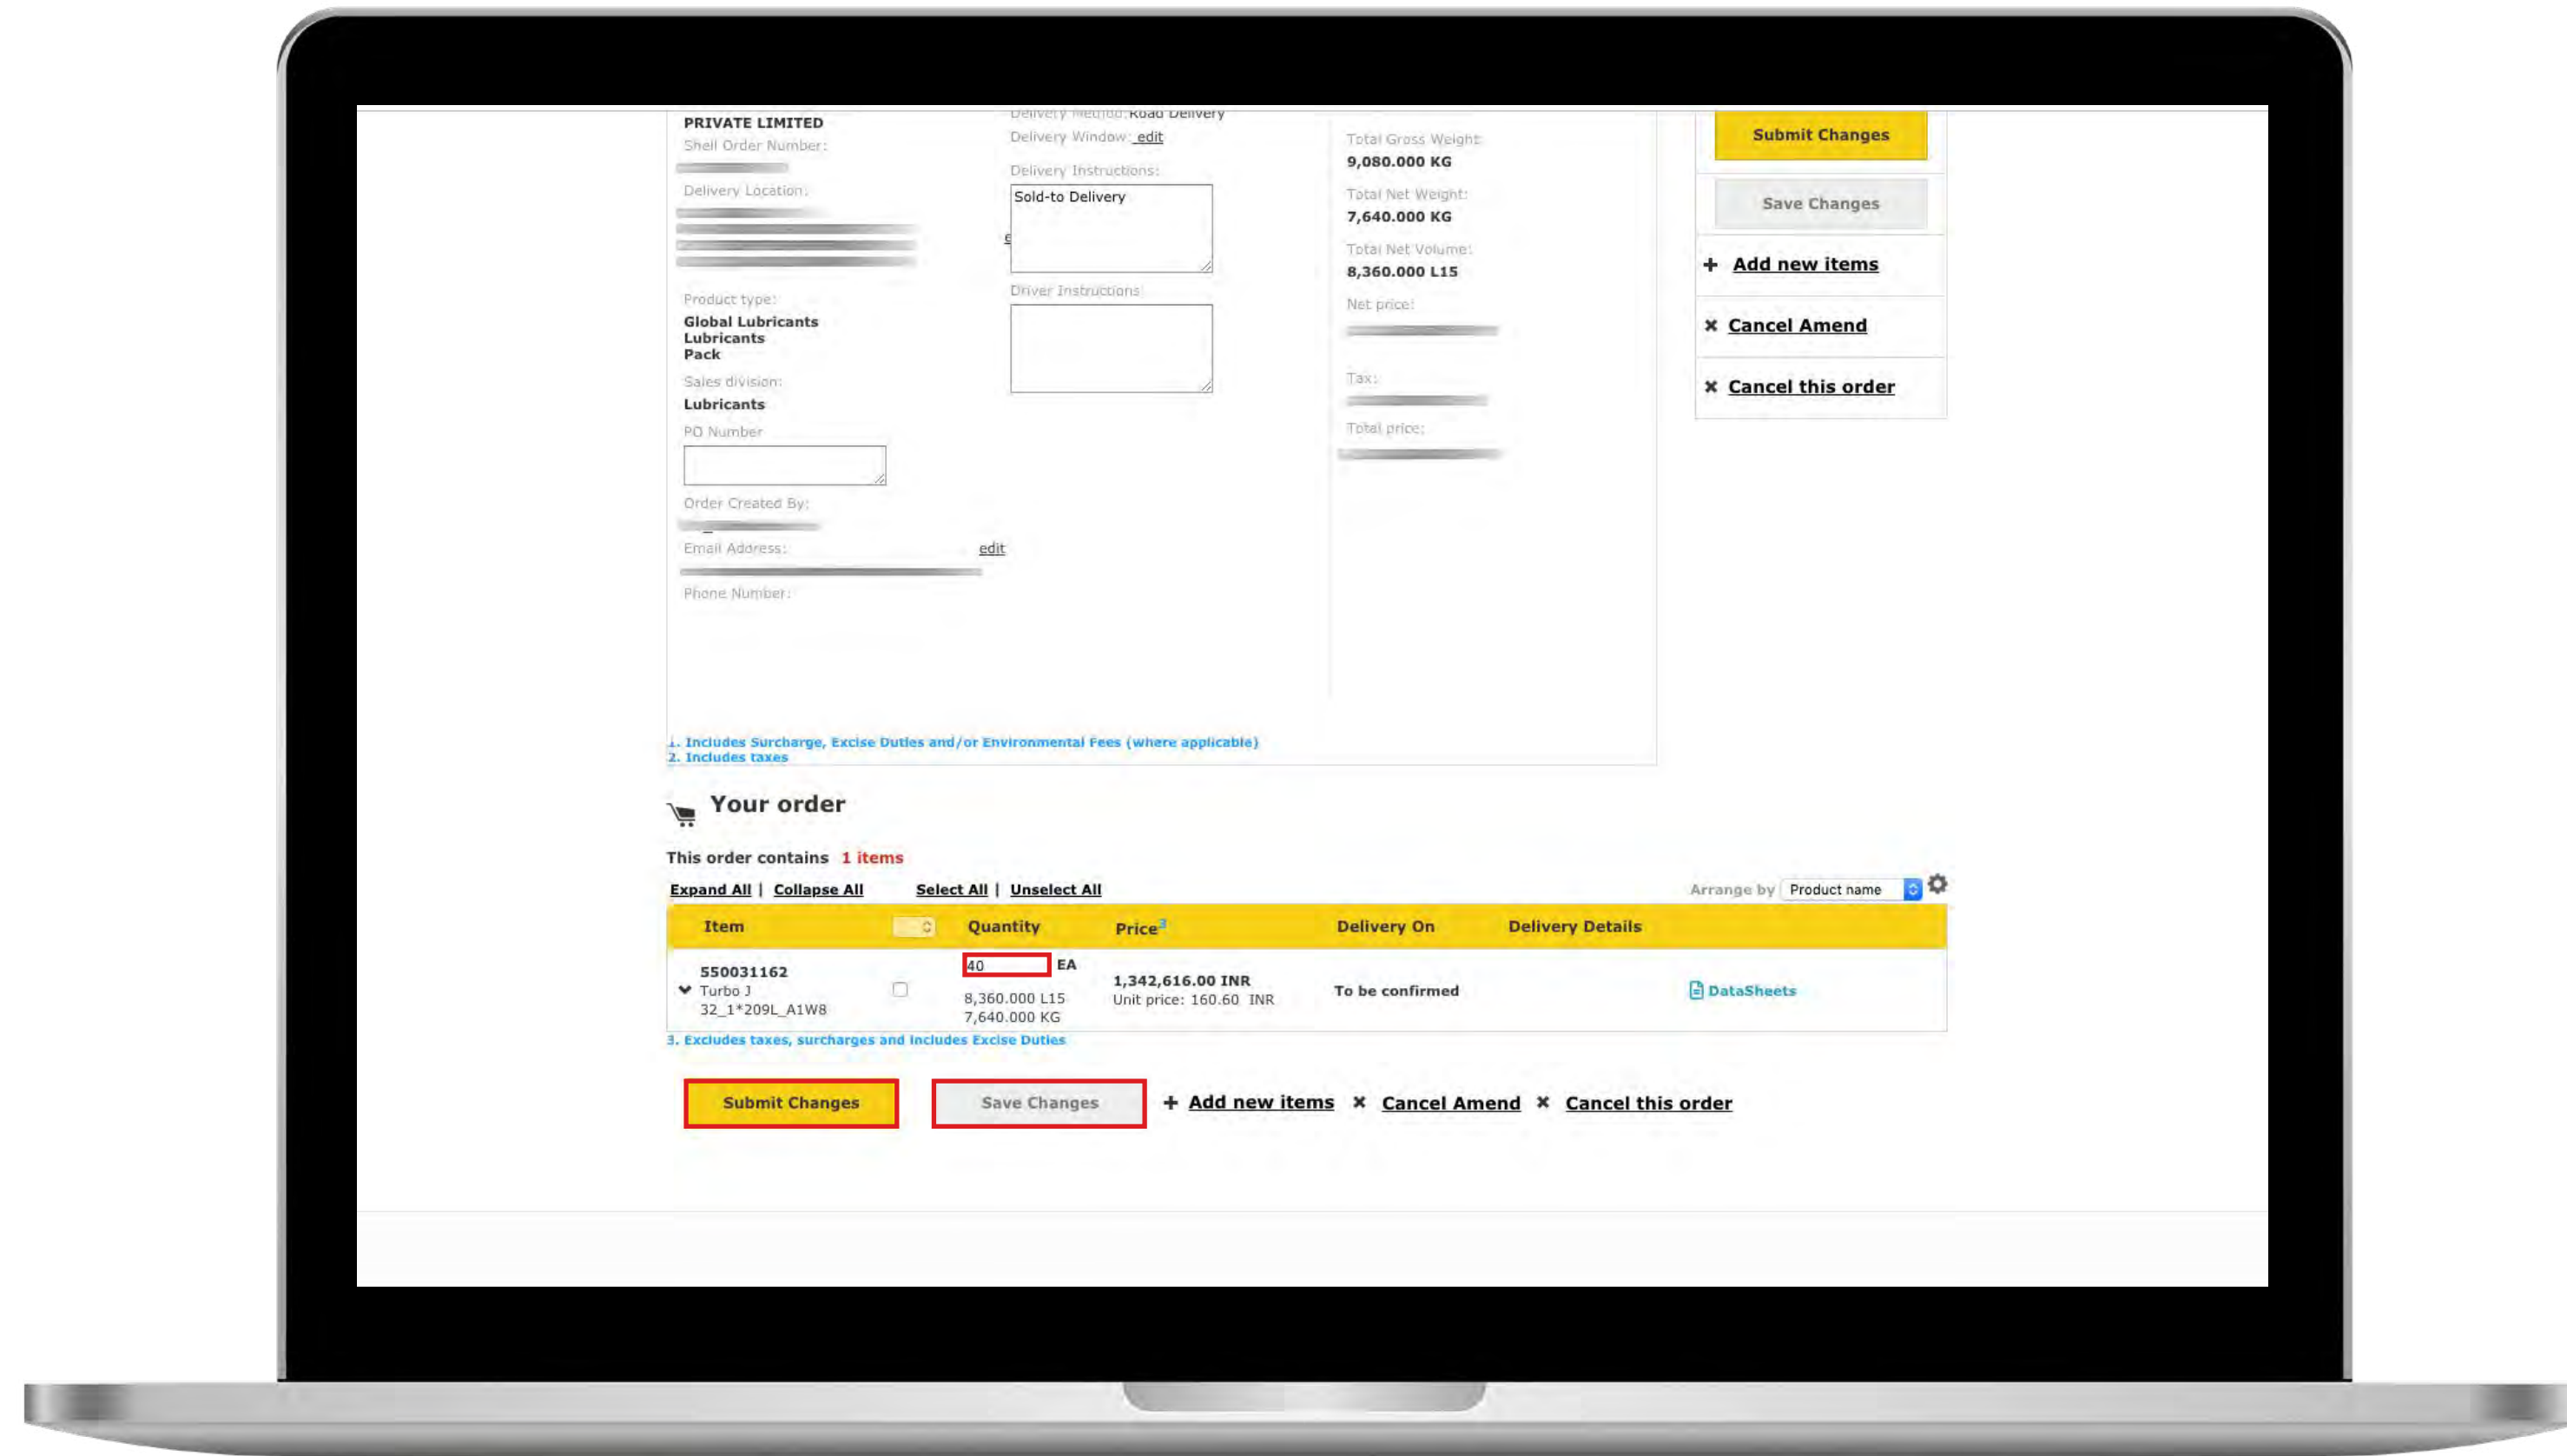 PRIVATE LIMITED
Shell Order Number:
Delivery Location:
Product type:
Global Lubricants
Lubricants
Pack
Sales division:
Lubricants
PO Number
Order Created By:
Email Address: edit
Phone Number:
Delivery Method: Road Delivery
Delivery Window: edit
Delivery Instructions:
Sold-to Delivery
Driver Instructions
Total Gross Weight:
9,080.000 KG
Total Net Weight:
7,640.000 KG
Total Net Volume:
8,360.000 L15
Net price:
Tax:
Total price:
Submit Changes
Save Changes
+ Add new items
× Cancel Amend
× Cancel this order
1. Includes Surcharge, Excise Duties and/or Environmental Fees (where applicable)
2. Includes taxes
Your order
This order contains 1 items
Expand All | Collapse All Select All | Unselect All Arrange by Product name
Item Quantity Price3 Delivery On Delivery Details
550031162
Turbo J
32_1*209L_A1W8
40 EA
8,360.000 L15
7,640.000 KG
1,342,616.00 INR
Unit price: 160.60 INR
To be confirmed
DataSheets
3. Excludes taxes, surcharges and includes Excise Duties
Submit Changes Save Changes + Add new items × Cancel Amend × Cancel this order